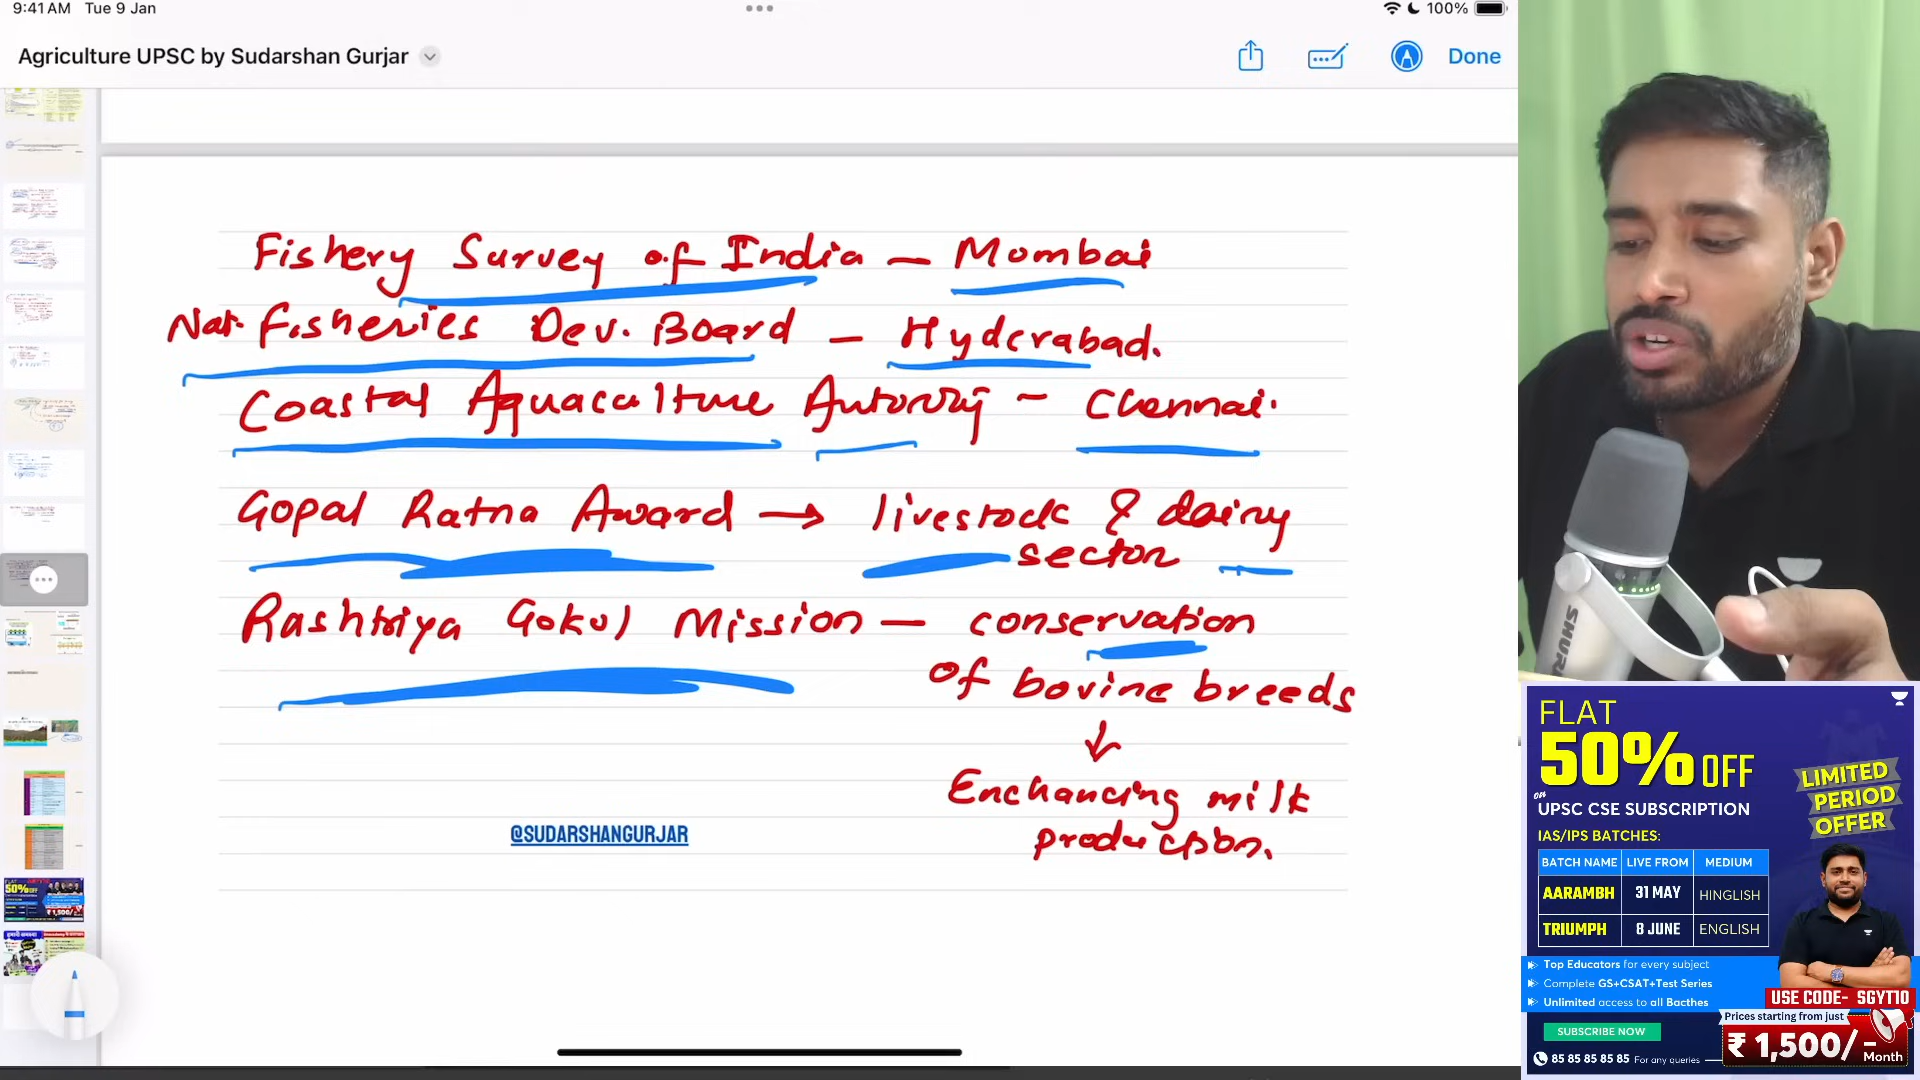 9:41 AM Tue 9 Jan
100%
Agriculture UPSC by Sudarshan Gurjar
Done
Fishery Survey of India – Mombai
Nat. Fisheries Dev. Board – Hyderabad.
Coastal Aquaculture Autority – Chennai.
Gopal Ratna Award → livestock & dairy
sector
Rashtriya Gokul Mission – conservation
of bovine breeds
↓
Enchancing milk
production.
@SUDARSHANGURJAR
SHURE
FLAT
50% OFF
on
UPSC CSE SUBSCRIPTION
LIMITED
PERIOD
OFFER
IAS/IPS BATCHES:
BATCH NAME LIVE FROM MEDIUM
AARAMBH 31 MAY HINGLISH
TRIUMPH 8 JUNE ENGLISH
Top Educators for every subject
Complete GS+CSAT+Test Series
Unlimited access to all Bacthes
USE CODE- SGYT10
Prices starting from just
SUBSCRIBE NOW
₹ 1,500/-
Month
85 85 85 85 85 For any queries